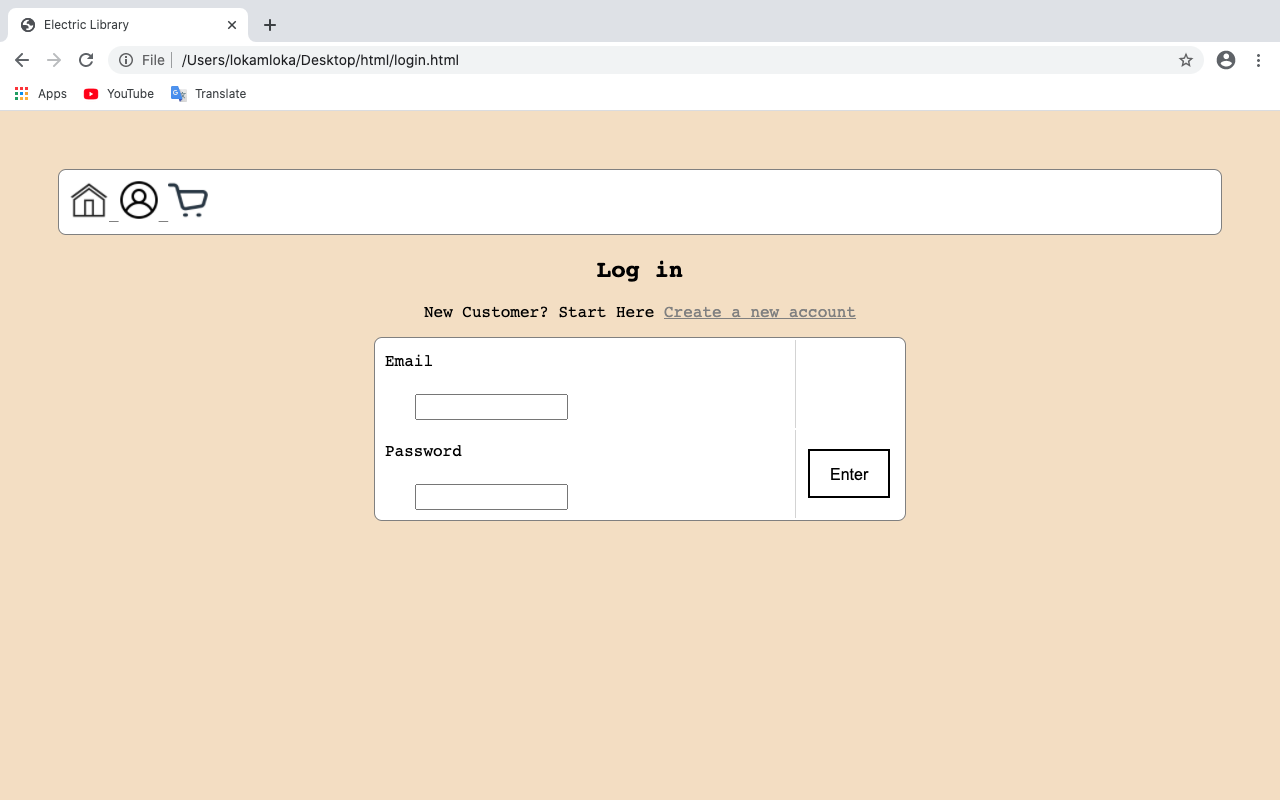 Electric Library
File /Users/lokamloka/Desktop/html/login.html
Apps YouTube Translate
Log in
New Customer? Start Here Create a new account
Email
Password
Enter